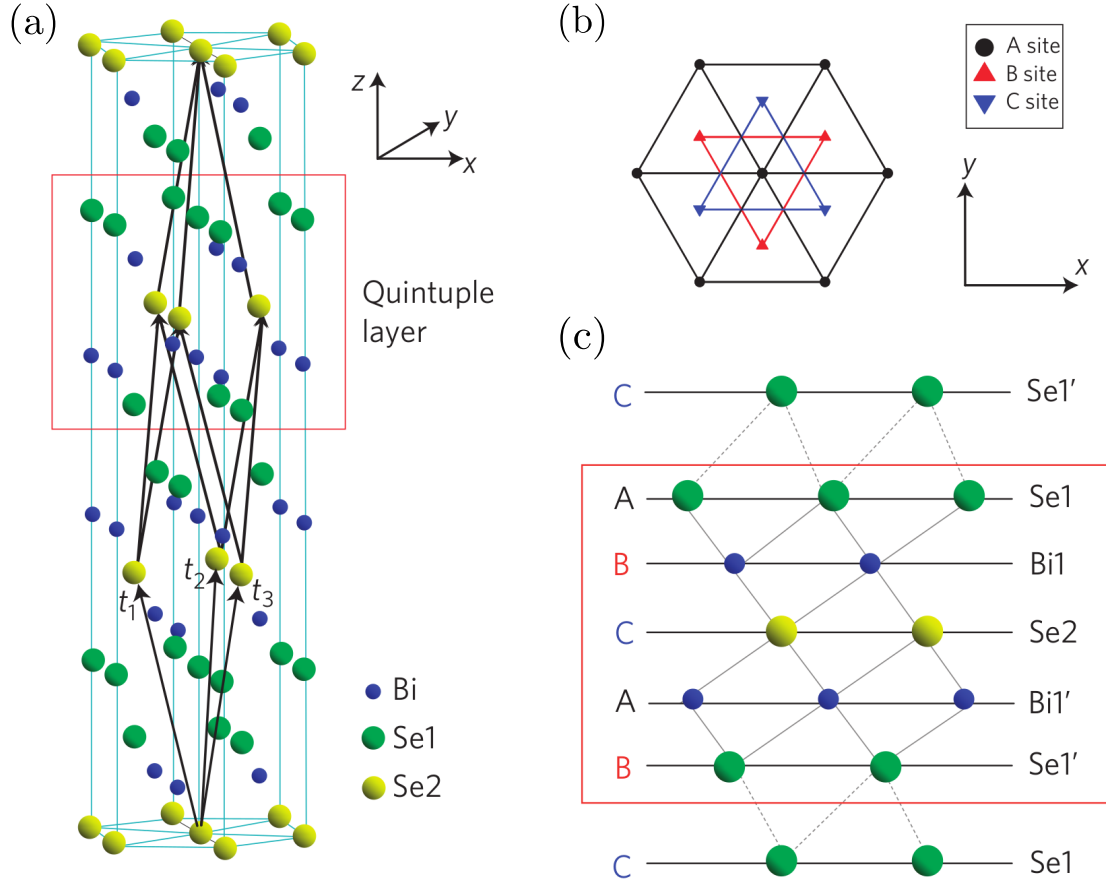 (a)
z
y
x
Quintuple
layer
t1
t2
t3
Bi
Se1
Se2
(b)
A site
B site
C site
y
x
(c)
C Se1′
A Se1
B Bi1
C Se2
A Bi1′
B Se1′
C Se1